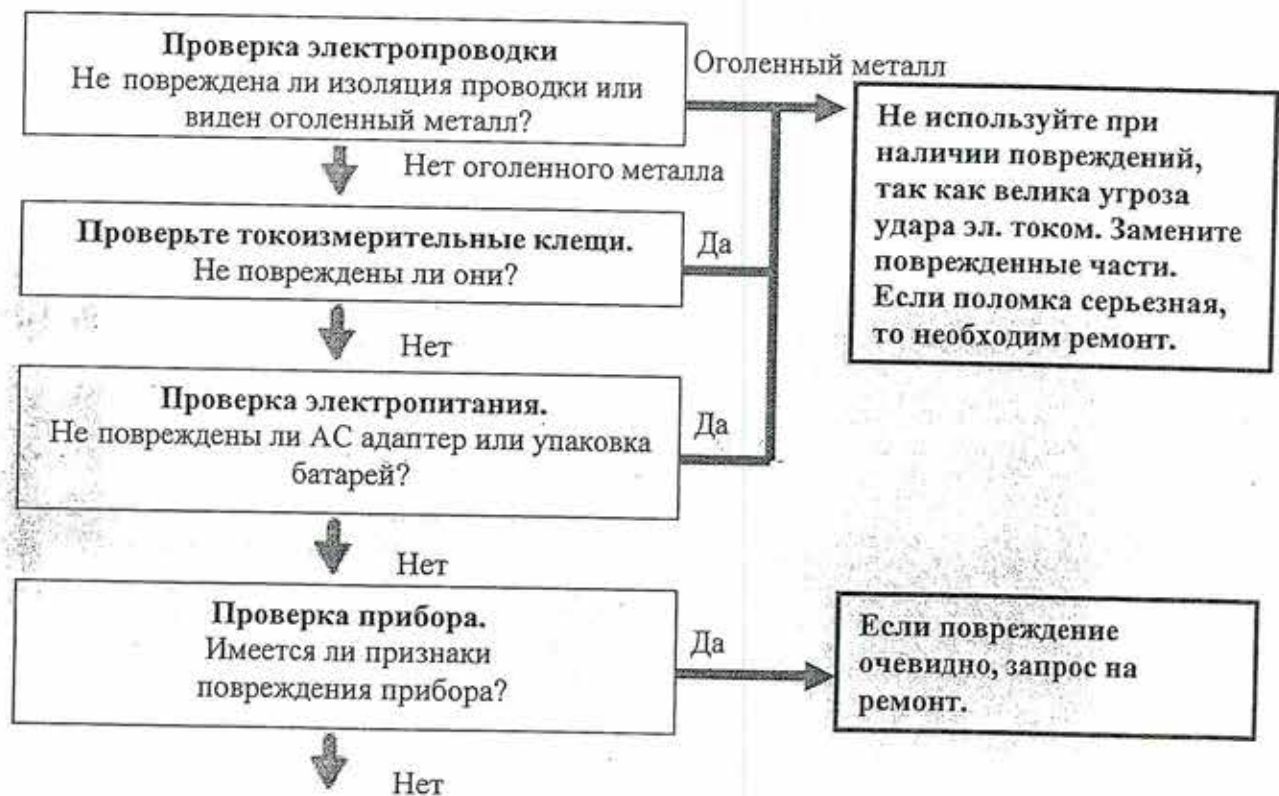 Проверка электропроводки
Не повреждена ли изоляция проводки или
виден оголенный металл?
Оголенный металл
Не используйте при
наличии повреждений,
так как велика угроза
удара эл. током. Замените
поврежденные части.
Если поломка серьезная,
то необходим ремонт.
Нет оголенного металла
Проверьте токоизмерительные клещи.
Не повреждены ли они?
Да
Нет
Проверка электропитания.
Не повреждены ли АС адаптер или упаковка
батарей?
Да
Нет
Проверка прибора.
Имеется ли признаки
повреждения прибора?
Да
Если повреждение
очевидно, запрос на
ремонт.
Нет